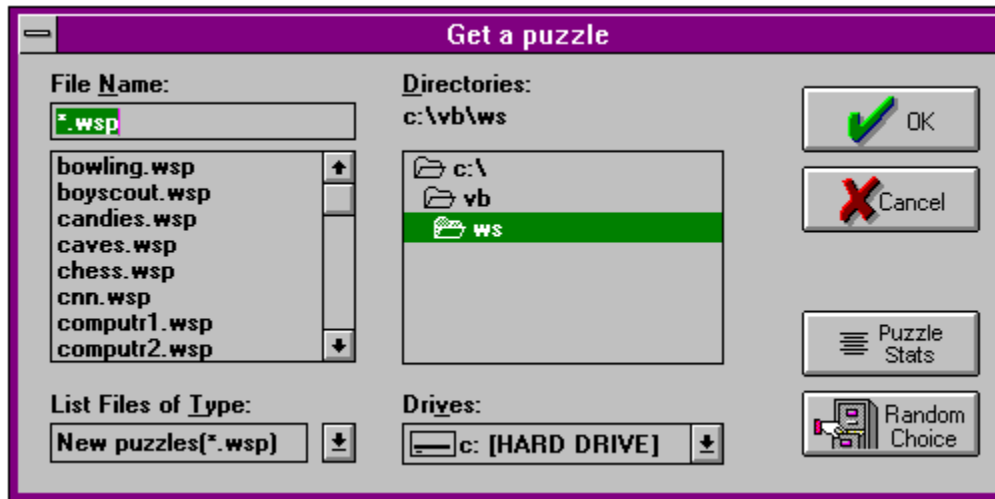 Get a puzzle
File Name:
*.wsp
bowling.wsp
boyscout.wsp
candies.wsp
caves.wsp
chess.wsp
cnn.wsp
computr1.wsp
computr2.wsp
List Files of Type:
New puzzles(*.wsp)
Directories:
c:\vb\ws
c:\
vb
ws
Drives:
c: [HARD DRIVE]
OK
Cancel
Puzzle
Stats
Random
Choice